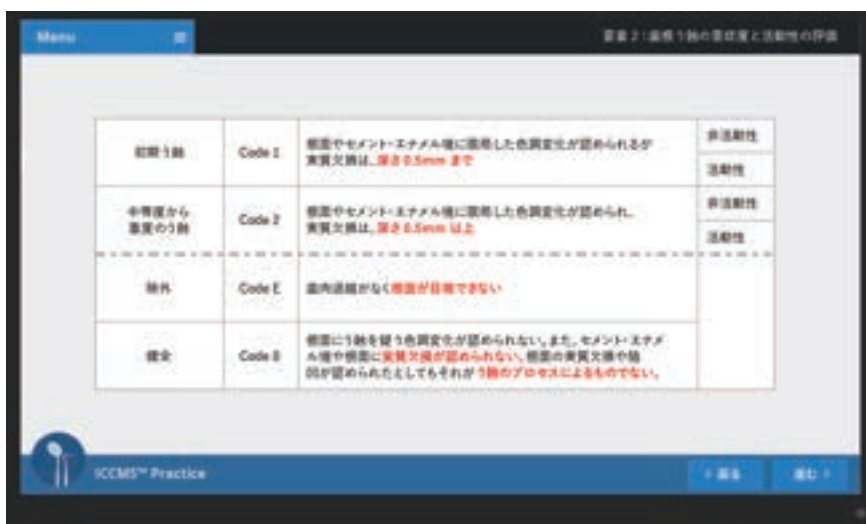 Menu
要素2:歯根う蝕の重症度と活動性の評価
初期う蝕
Code 1
根面やセメント・エナメル境に限局した色調変化が認められるが
実質欠損は、深さ0.5mm まで
非活動性
活動性
中等度から
重度のう蝕
Code 2
根面やセメント・エナメル境に限局した色調変化が認められ、
実質欠損は、深さ0.5mm 以上
非活動性
活動性
除外
Code E
歯肉退縮がなく根面が目視できない
健全
Code 0
根面にう蝕を疑う色調変化が認められない。また、セメント・エナメ
ル境や根面に実質欠損が認められない。根面の実質欠損や陥
凹が認められたとしてもそれがう蝕のプロセスによるものでない。
ICCMS™ Practice
戻る
進む